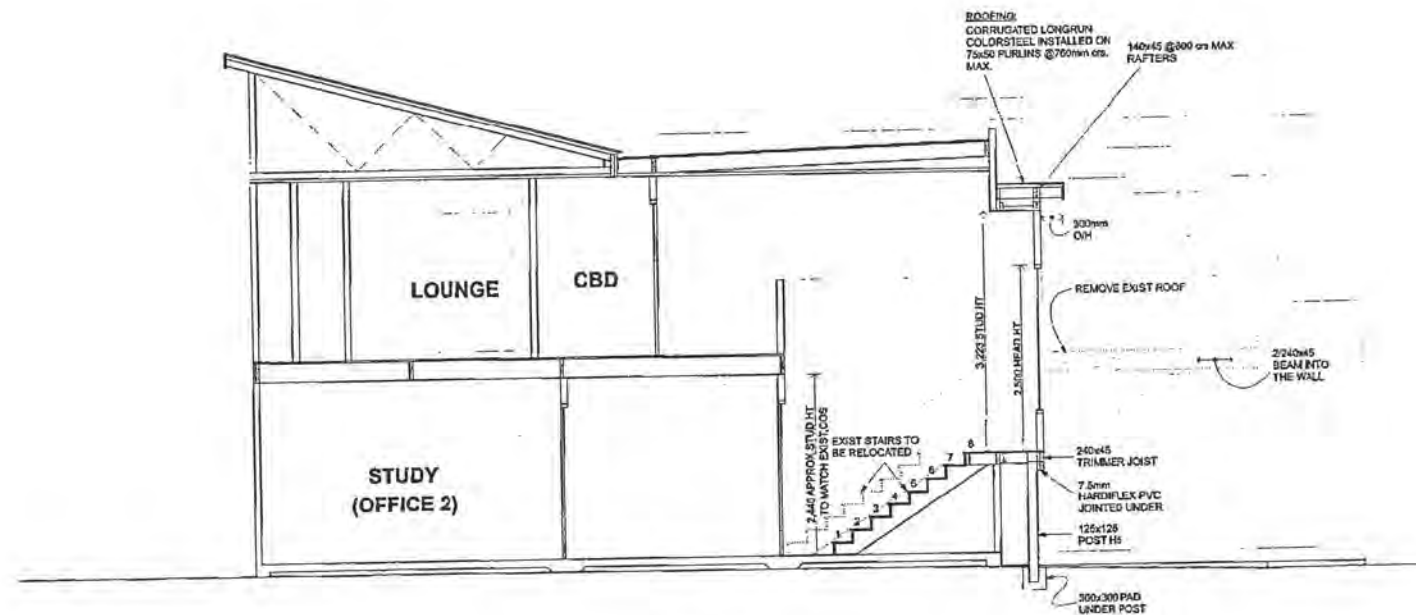 ROOFING:
CORRUGATED LONGRUN
COLORSTEEL INSTALLED ON
75x50 PURLINS @760mm crs.
MAX.
140x45 @600 crs MAX
RAFTERS
300mm
O/H
REMOVE EXIST ROOF
2/240x45
BEAM INTO
THE WALL
LOUNGE
CBD
3,223 STUD HT
2,500 HEAD HT
2,445 APPROX STUD HT
TO MATCH EXIST,COS
EXIST STAIRS TO
BE RELOCATED
STUDY
(OFFICE 2)
1
2
3
4
5
6
7
8
240x45
TRIMMER JOIST
7.5mm
HARDIFLEX PVC
JOINTED UNDER
125x125
POST H5
300x300 PAD
UNDER POST